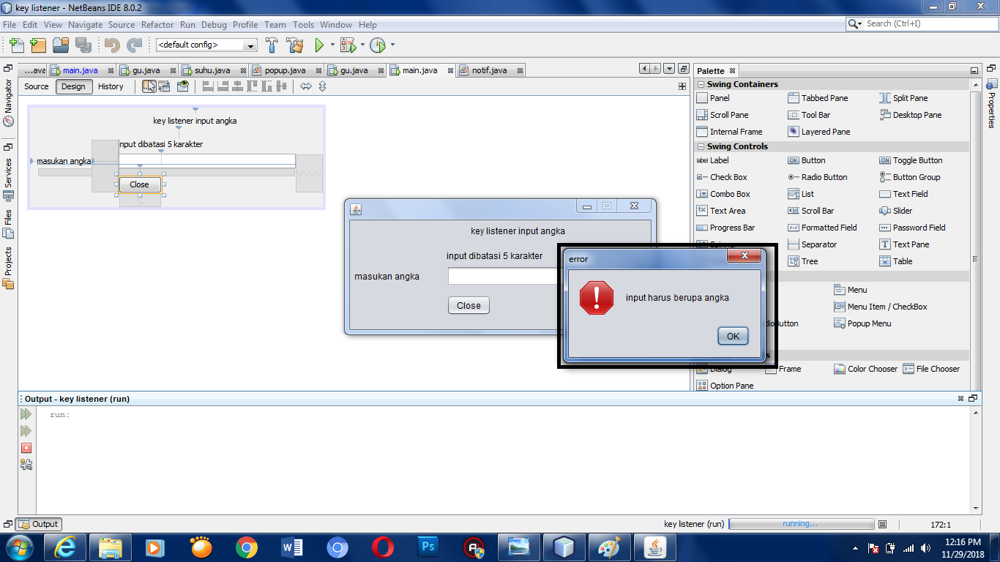 key listener - NetBeans IDE 8.0.2
File Edit View Navigate Source Refactor Run Debug Profile Team Tools Window Help
Search (Ctrl+I)
<default config>
...ava main.java gu.java suhu.java popup.java gu.java main.java notif.java
Source Design History
Navigator
Services
Files
Projects
key listener input angka
input dibatasi 5 karakter
masukan angka
Close
key listener input angka
input dibatasi 5 karakter
masukan angka
Close
error
input harus berupa angka
OK
Palette
Swing Containers
Panel Tabbed Pane Split Pane
Scroll Pane Tool Bar Desktop Pane
Internal Frame Layered Pane
Swing Controls
Label Button Toggle Button
Check Box Radio Button Button Group
Combo Box List Text Field
Text Area Scroll Bar Slider
Progress Bar Formatted Field Password Field
Separator Text Pane
Tree Table
Menu
Menu Item / CheckBox
dioButton Popup Menu
s
Dialog Frame Color Chooser File Chooser
Option Pane
Properties
Output - key listener (run)
run:
Output
key listener (run) running... 172:1
12:16 PM
11/29/2018